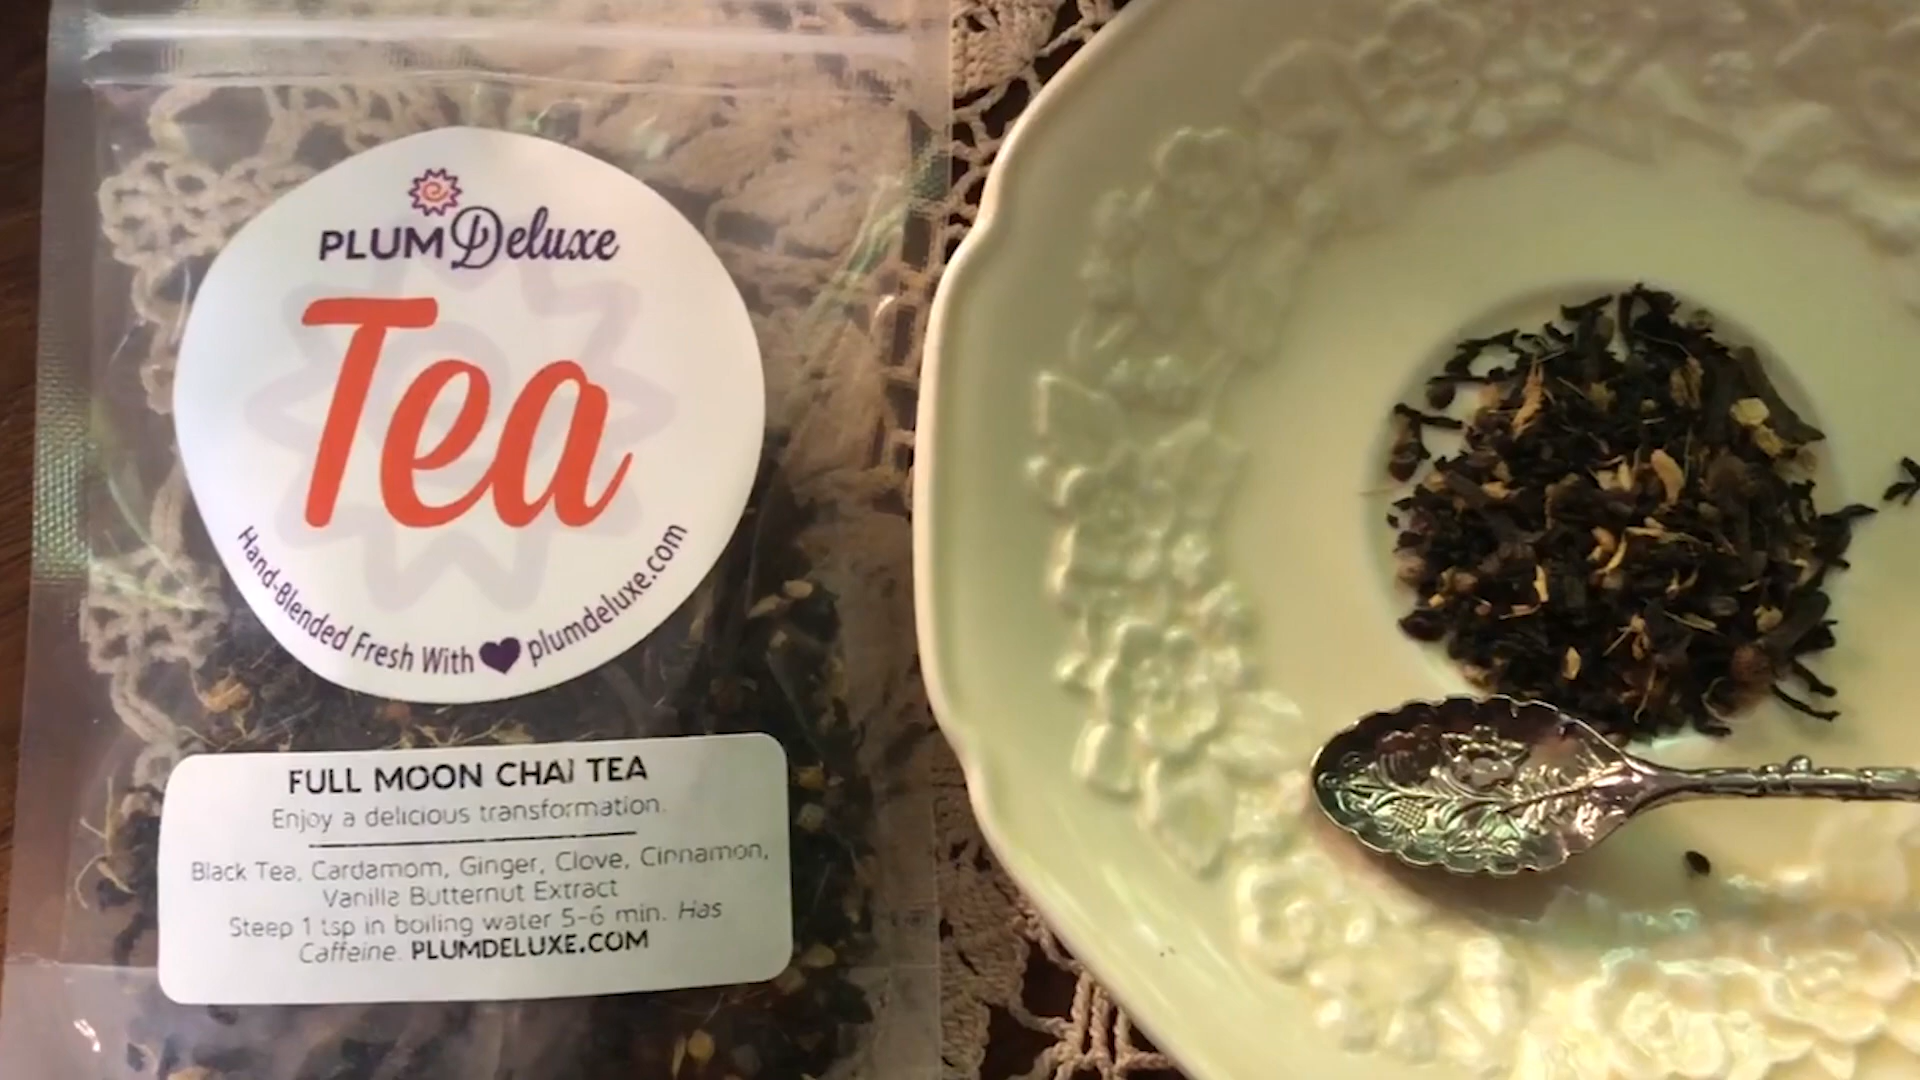 PLUM Deluxe
Tea
Hand-Blended Fresh With plumdeluxe.com
FULL MOON CHAI TEA
Enjoy a delicious transformation.
Black Tea, Cardamom, Ginger, Clove, Cinnamon,
Vanilla Butternut Extract
Steep 1 tsp in boiling water 5-6 min. Has
Caffeine. PLUMDELUXE.COM